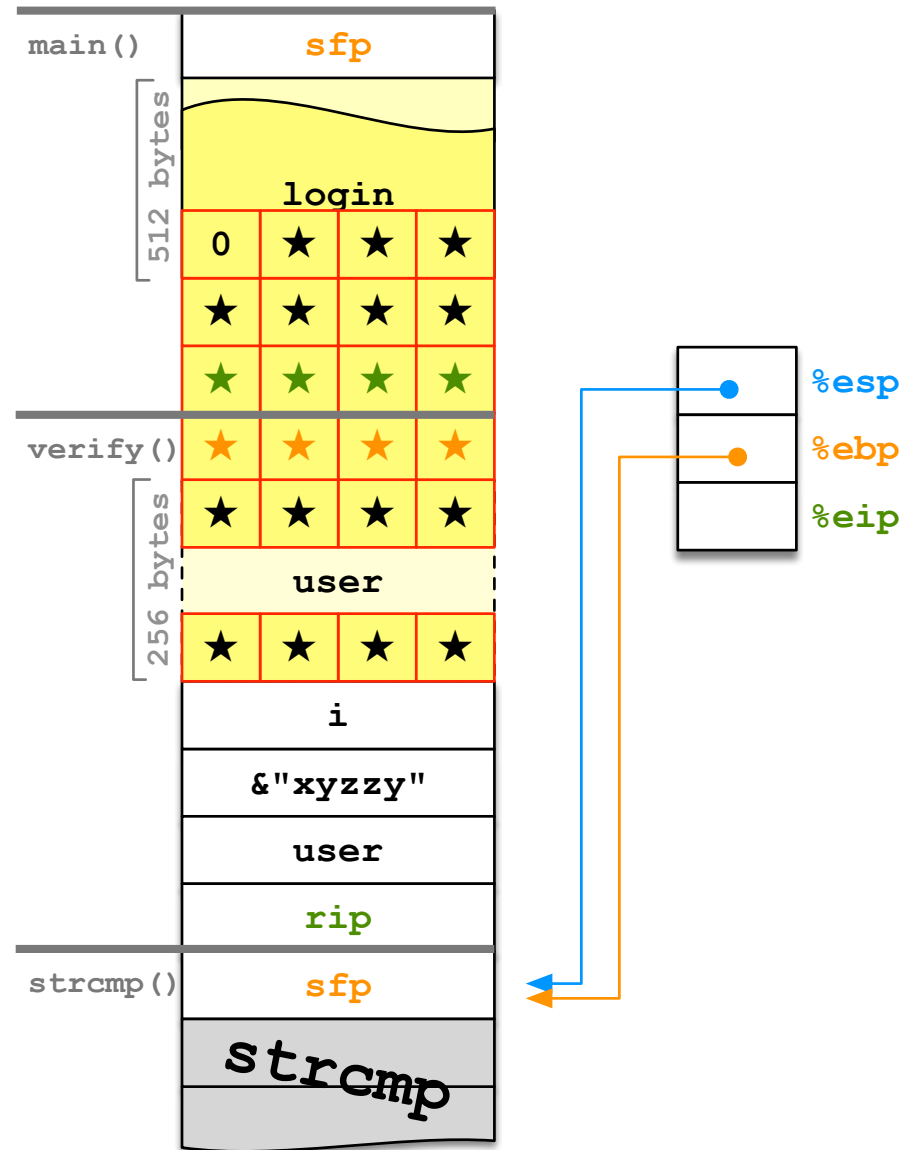 main()
sfp
512 bytes
login
0 ★ ★ ★
★ ★ ★ ★
★ ★ ★ ★
%esp
verify()
★ ★ ★ ★
%ebp
★ ★ ★ ★
%eip
256 bytes
user
★ ★ ★ ★
i
&"xyzzy"
user
rip
strcmp()
sfp
strcmp